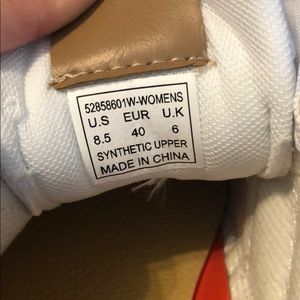 52858601W-WOMENS
U.S EUR U.K
8.5 40 6
SYNTHETIC UPPER
MADE IN CHINA